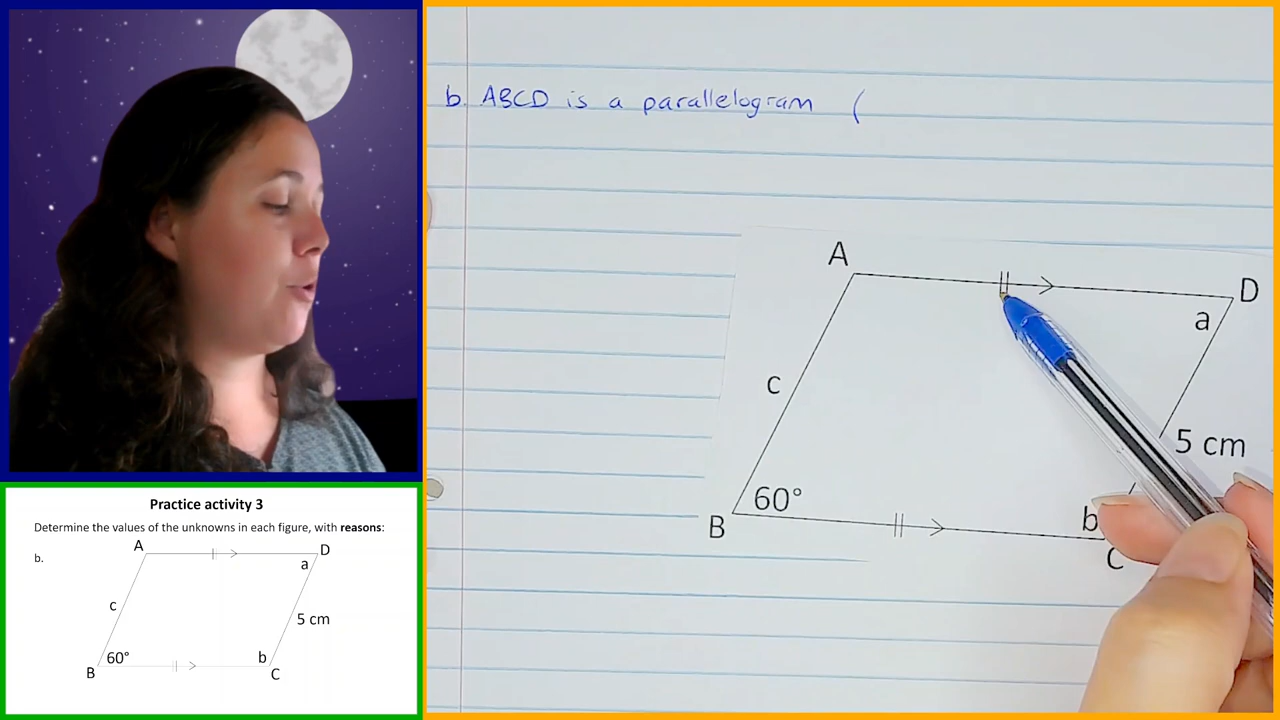 b. ABCD is a parallelogram (
A
D
a
c
5 cm
60°
b
B
C
Practice activity 3
Determine the values of the unknowns in each figure, with reasons:
b.
A
D
a
c
5 cm
60°
b
B
C